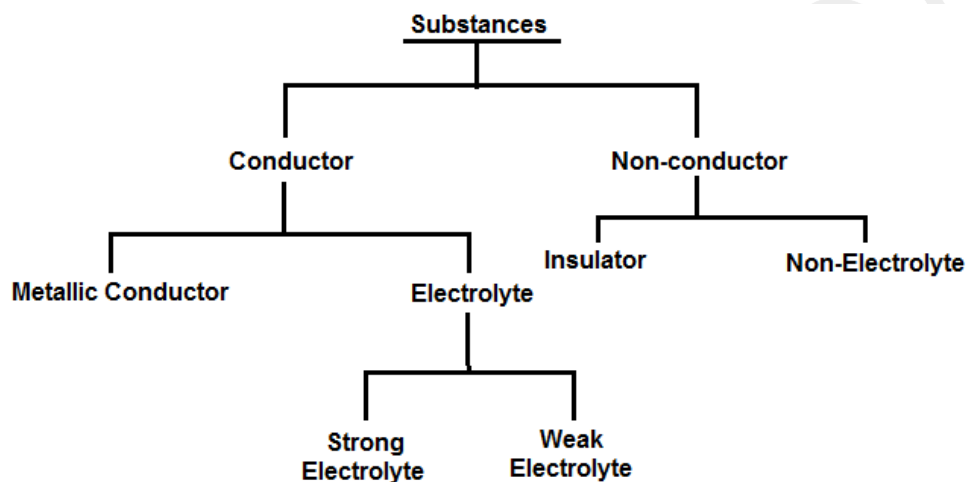 Substances
Conductor
Non-conductor
Metallic Conductor
Electrolyte
Insulator
Non-Electrolyte
Strong
Electrolyte
Weak
Electrolyte